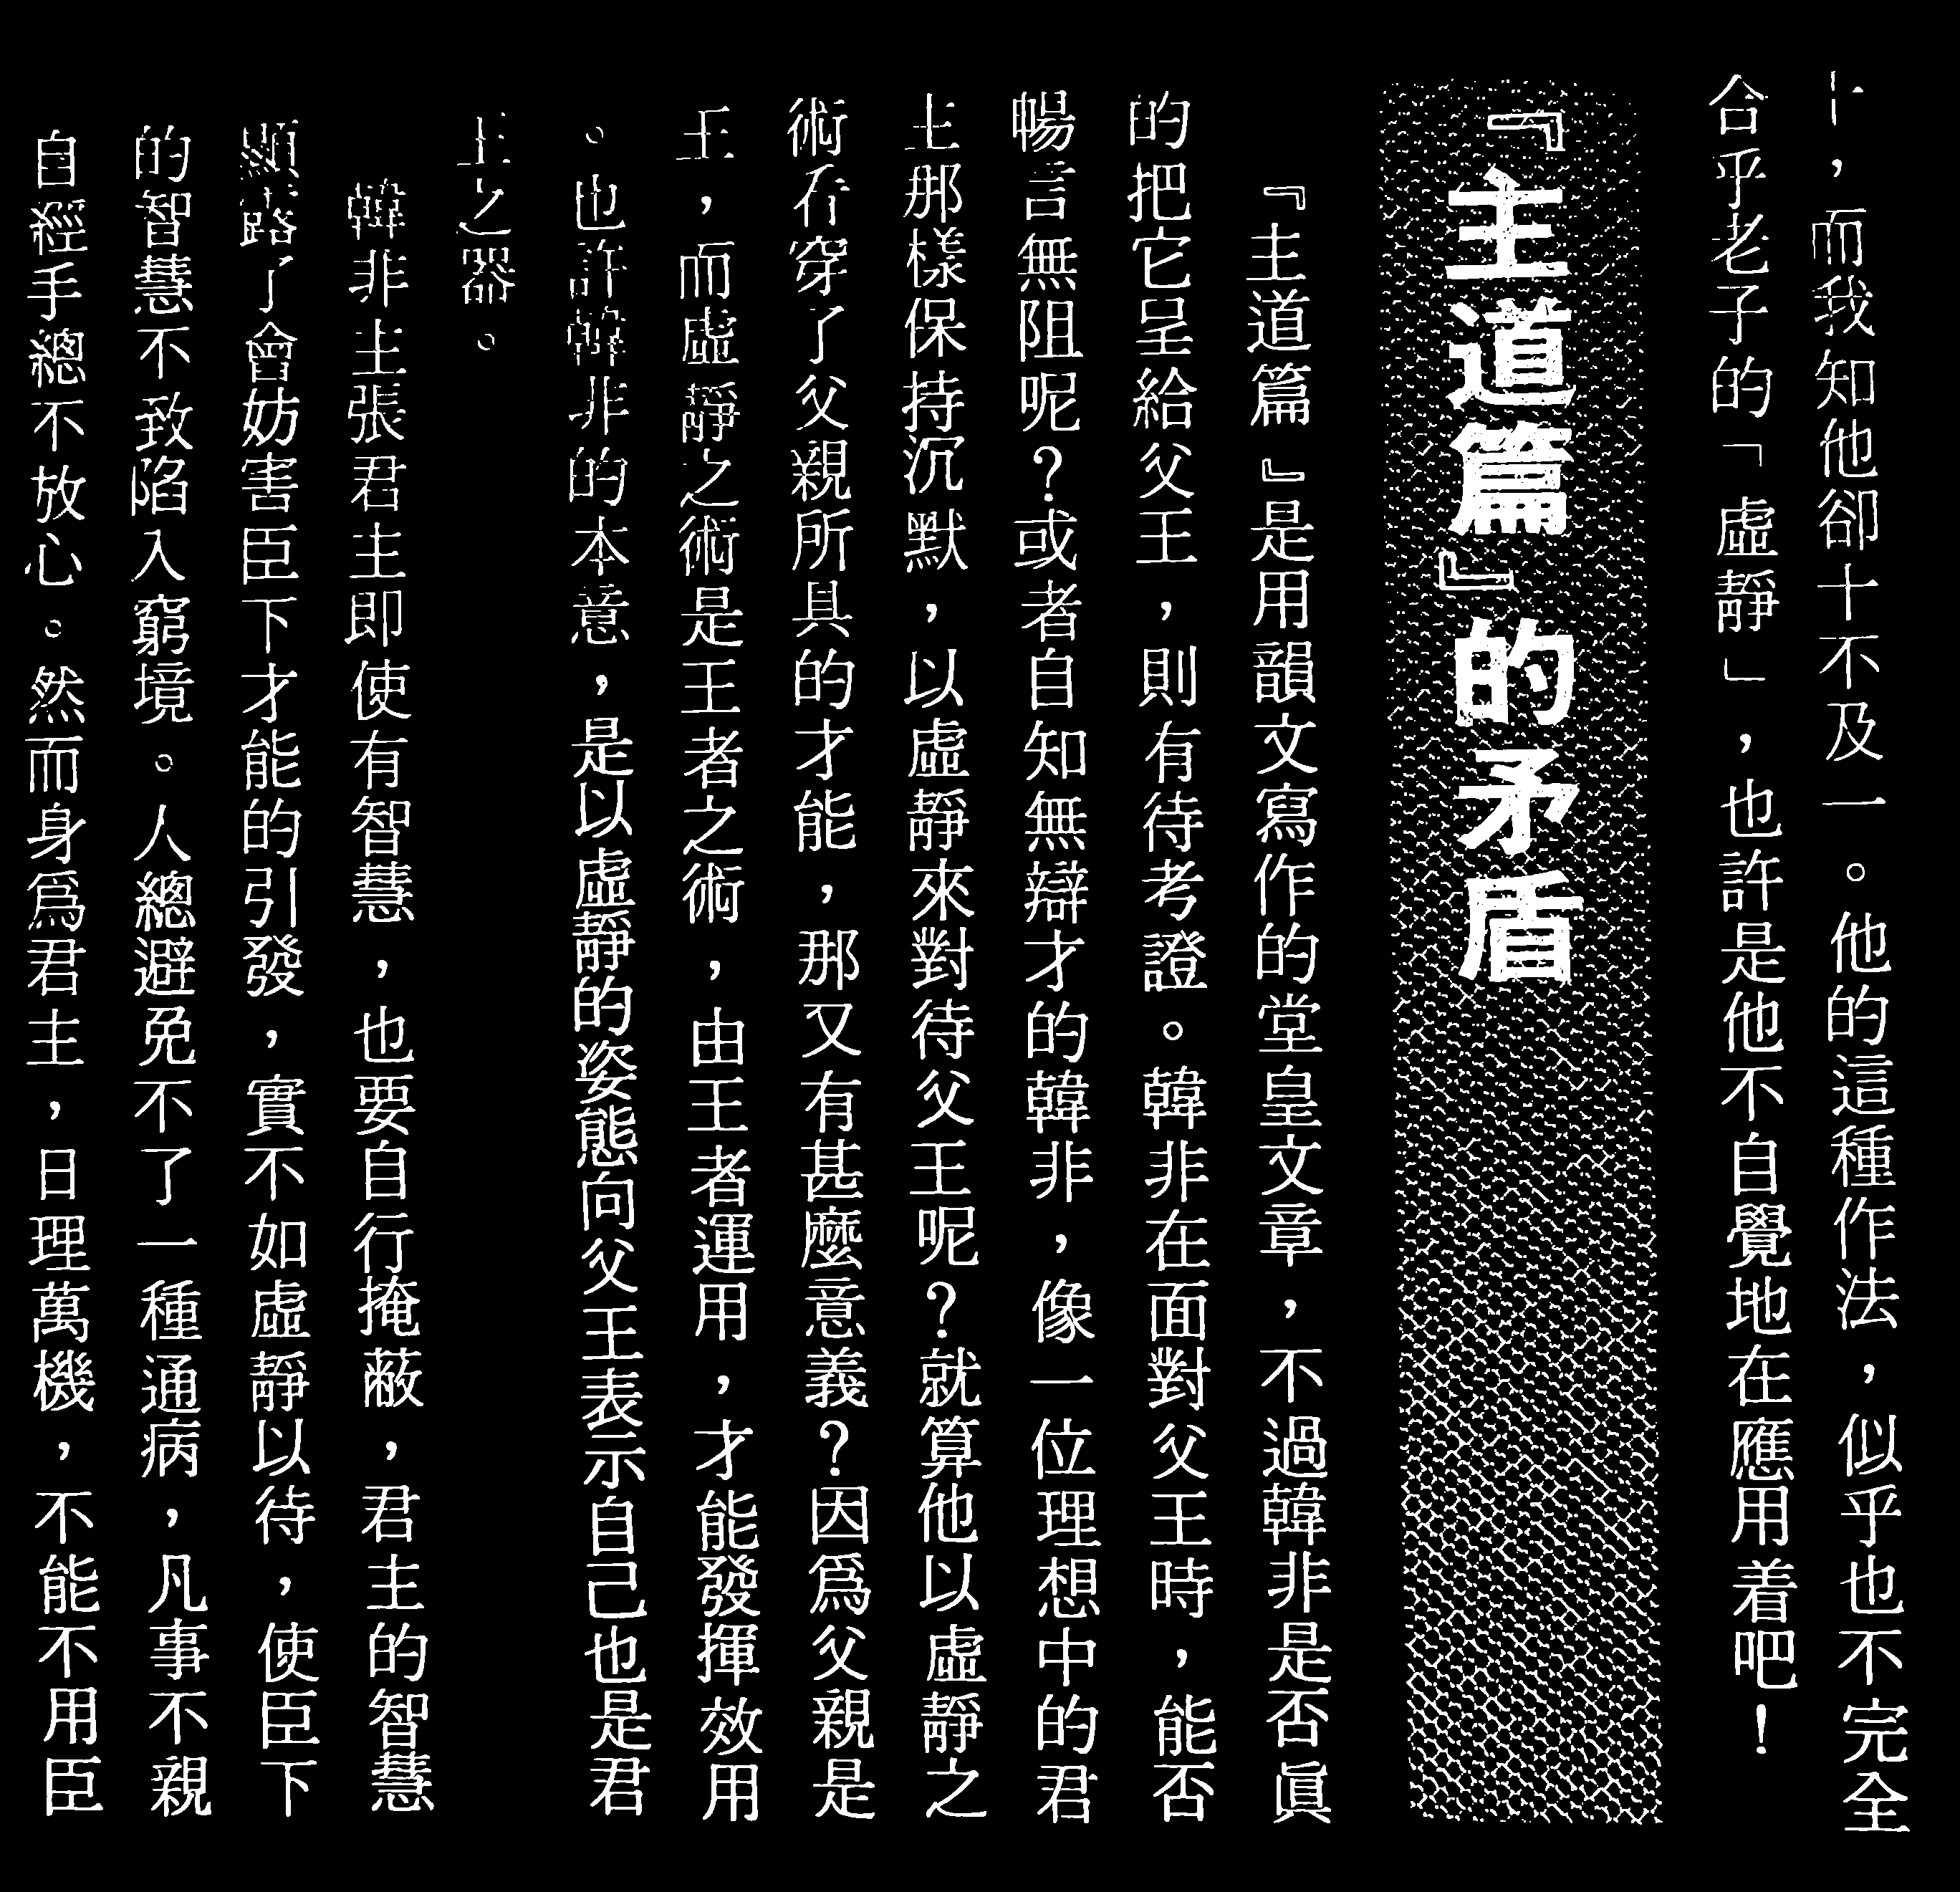 ，而我知他卻十不及一。他的這種作法，似乎也不完全
合乎老子的「虛靜」，也許是他不自覺地在應用着吧！
『主道篇』的矛盾
『主道篇』是用韻文寫作的堂皇文章，不過韓非是否眞
的把它呈給父王，則有待考證。韓非在面對父王時，能否
暢言無阻呢？或者自知無辯才的韓非，像一位理想中的君
主那樣保持沉默，以虛靜來對待父王呢？就算他以虛靜之
術看穿了父親所具的才能，那又有甚麼意義？因爲父親是
王，而虛靜之術是王者之術，由王者運用，才能發揮效用
。也許韓非的本意，是以虛靜的姿態向父王表示自己也是君
主之器。
韓非主張君主即使有智慧，也要自行掩蔽，君主的智慧
顯露了會妨害臣下才能的引發，實不如虛靜以待，使臣下
的智慧不致陷入窮境。人總避免不了一種通病，凡事不親
自經手總不放心。然而身爲君主，日理萬機，不能不用臣